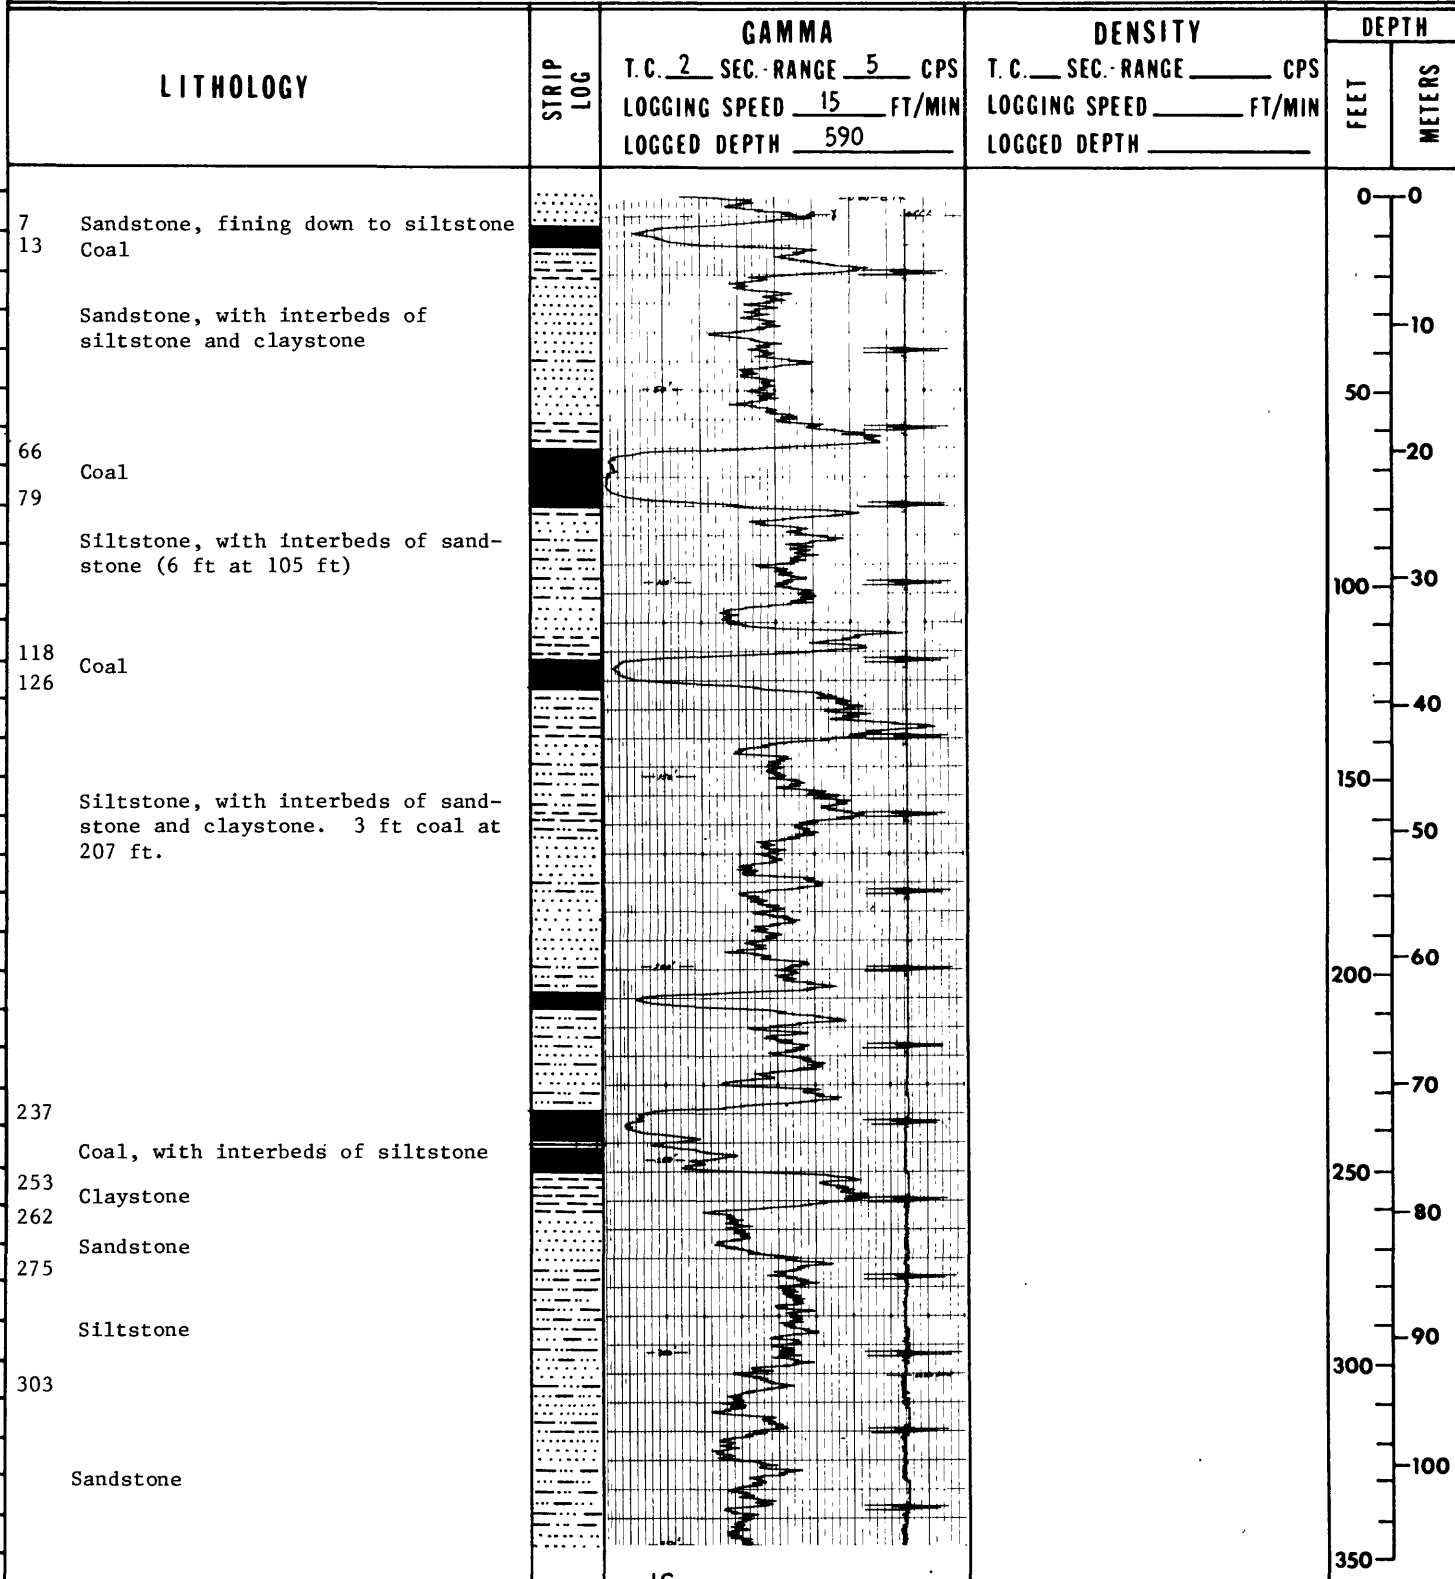 LITHOLOGY
STRIP LOG
GAMMA
T.C. 2 SEC.-RANGE 5 CPS
LOGGING SPEED 15 FT/MIN
LOGGED DEPTH 590
DENSITY
T.C. SEC.-RANGE CPS
LOGGING SPEED FT/MIN
LOGGED DEPTH
DEPTH
FEET
METERS
7 Sandstone, fining down to siltstone
13 Coal
Sandstone, with interbeds of
siltstone and claystone
66
Coal
79
Siltstone, with interbeds of sand-
stone (6 ft at 105 ft)
118
Coal
126
Siltstone, with interbeds of sand-
stone and claystone. 3 ft coal at
207 ft.
237
Coal, with interbeds of siltstone
253
Claystone
262
Sandstone
275
Siltstone
303
Sandstone
50'
100'
150'
200'
0
50
100
150
200
250
300
350
0
10
20
30
40
50
60
70
80
90
100